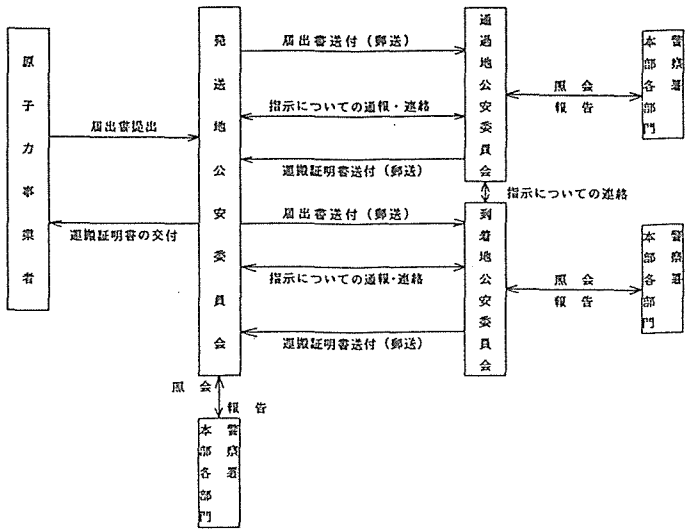 原子力事業者
届出書提出
運搬証明書の交付
発送地公安委員会
届出書送付（郵送）
指示についての通報・連絡
運搬証明書送付（郵送）
届出書送付（郵送）
指示についての通報・連絡
運搬証明書送付（郵送）
通過地公安委員会
指示についての連絡
到着地公安委員会
照会
報告
警察署
本部各部門
照会
報告
警察署
本部各部門
照会
報告
警察署
本部各部門